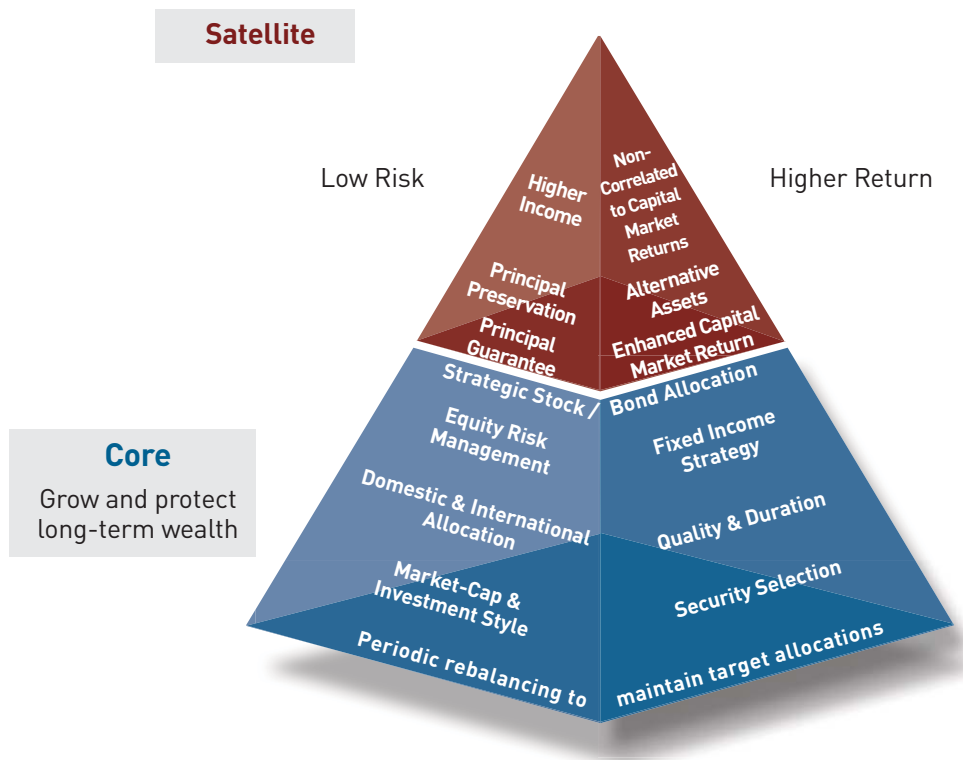 Satellite
Low Risk
Higher Return
Higher
Income
Principal
Preservation
Principal
Guarantee
Non-
Correlated
to Capital
Market
Returns
Alternative
Assets
Enhanced Capital
Market Return
Core
Grow and protect
long-term wealth
Strategic Stock / Bond Allocation
Equity Risk
Management
Domestic & International
Allocation
Market-Cap &
Investment Style
Fixed Income
Strategy
Quality & Duration
Security Selection
Periodic rebalancing to maintain target allocations